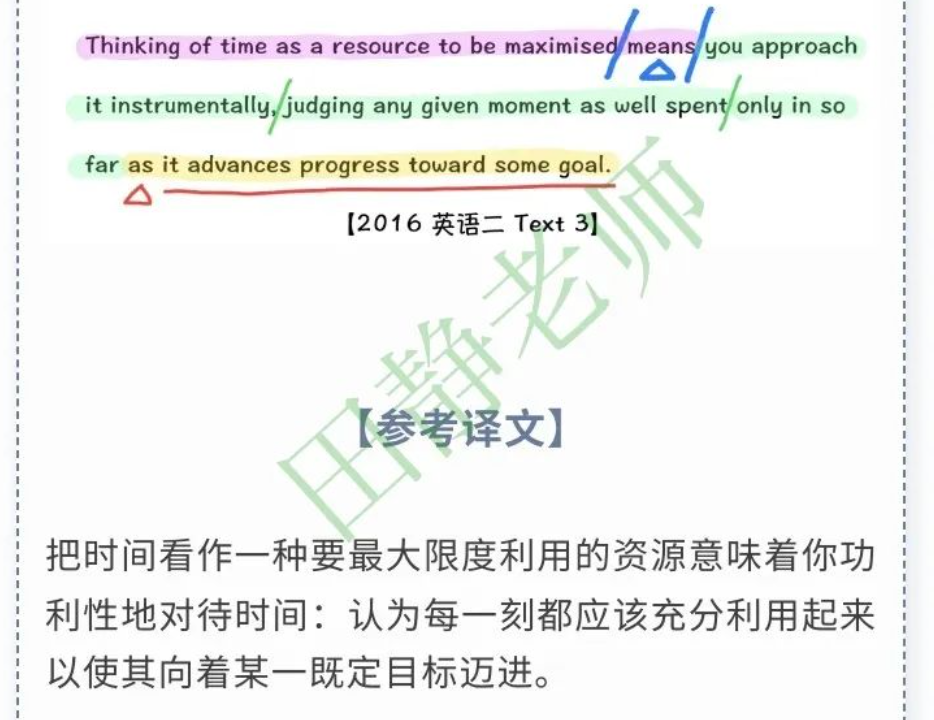 Thinking of time as a resource to be maximised means you approach
it instrumentally, judging any given moment as well spent only in so
far as it advances progress toward some goal.
【2016 英语二 Text 3】
田静老师
【参考译文】
把时间看作一种要最大限度利用的资源意味着你功
利性地对待时间：认为每一刻都应该充分利用起来
以使其向着某一既定目标迈进。